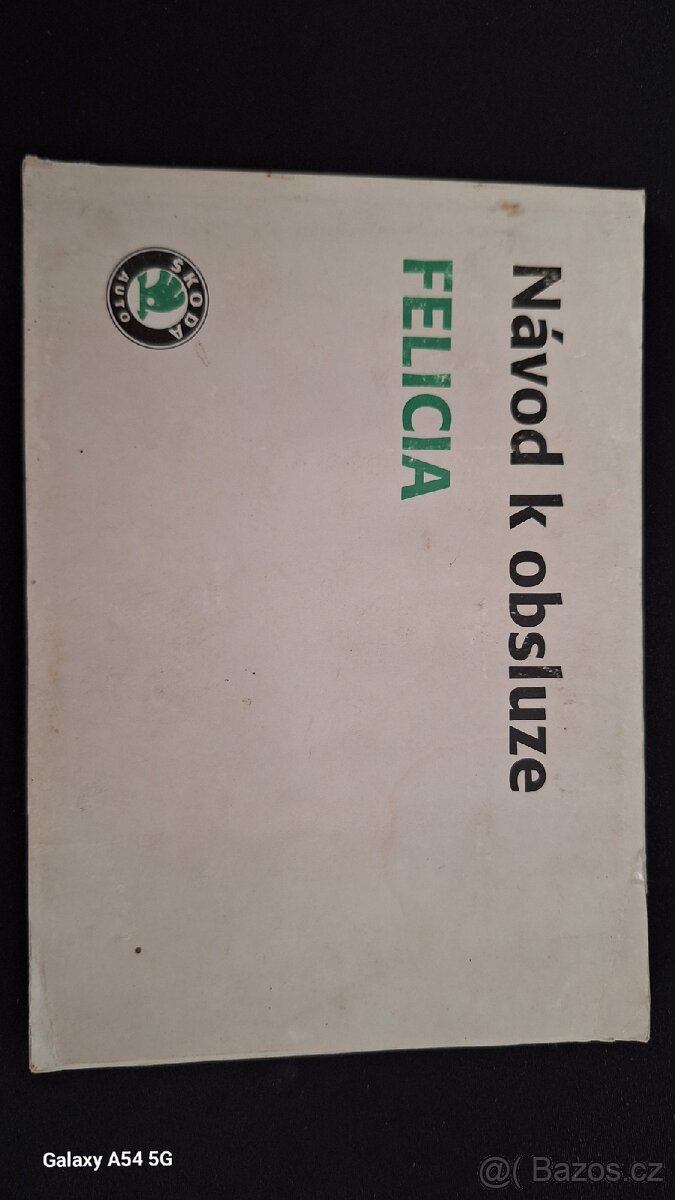 Návod k obsluze
FELICIA
ŠKODA
AUTO
Galaxy A54 5G
@( Bazos.cz